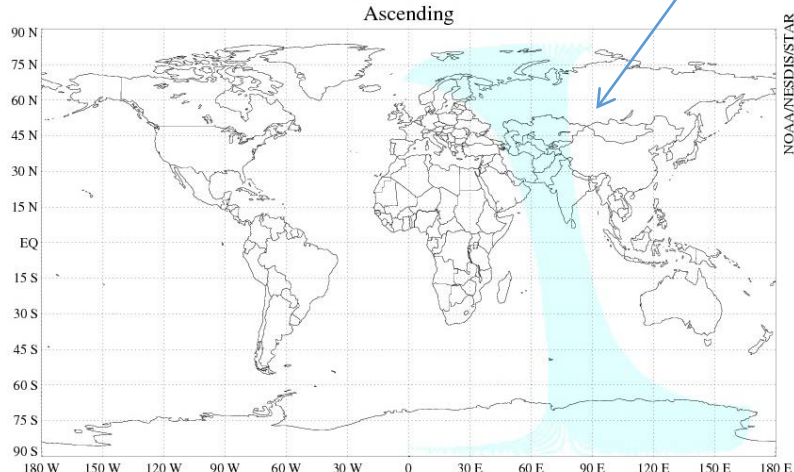 Ascending
90 N
75 N
60 N
45 N
30 N
15 N
EQ
15 S
30 S
45 S
60 S
75 S
90 S
180 W 150 W 120 W 90 W 60 W 30 W 0 30 E 60 E 90 E 120 E 150 E 180 E
NOAA/NESDIS/STAR